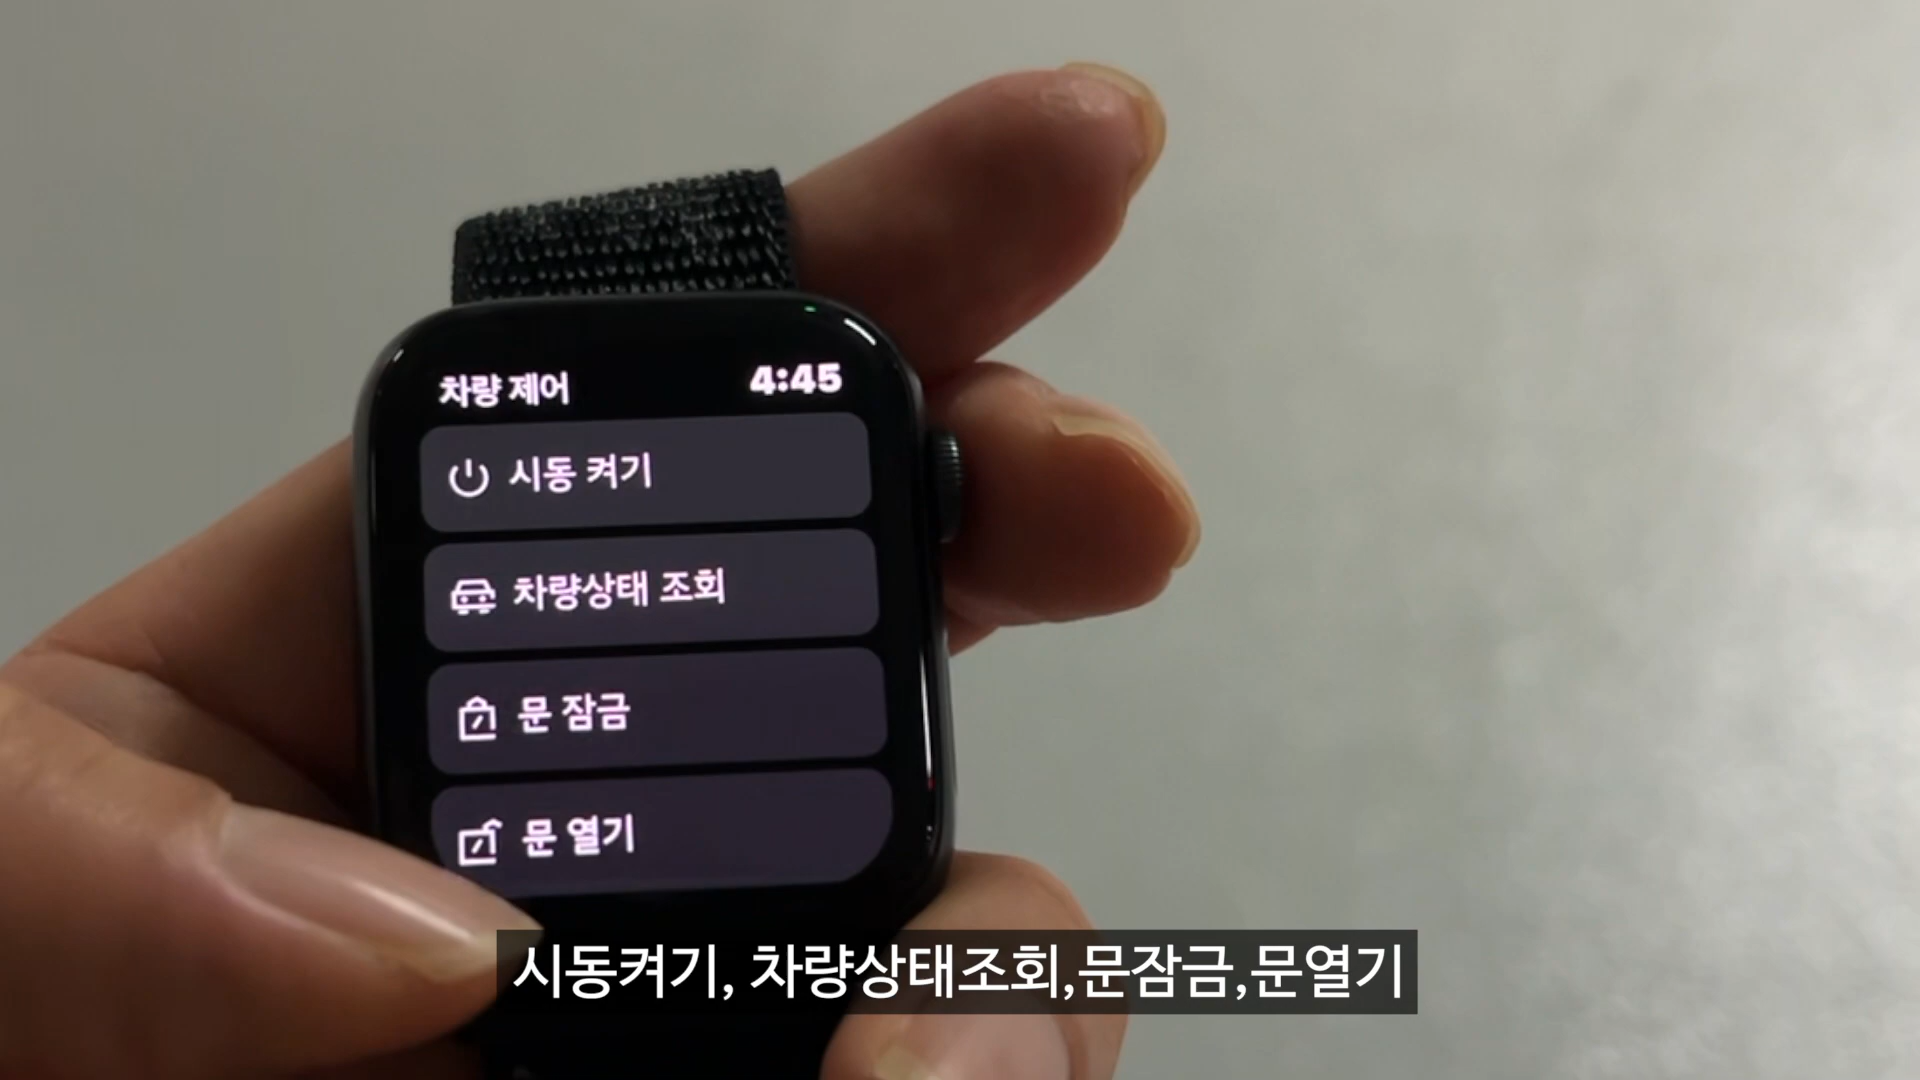 차량 제어 4:45
시동 켜기
차량상태 조회
문 잠금
문 열기
시동켜기, 차량상태조회,문잠금,문열기